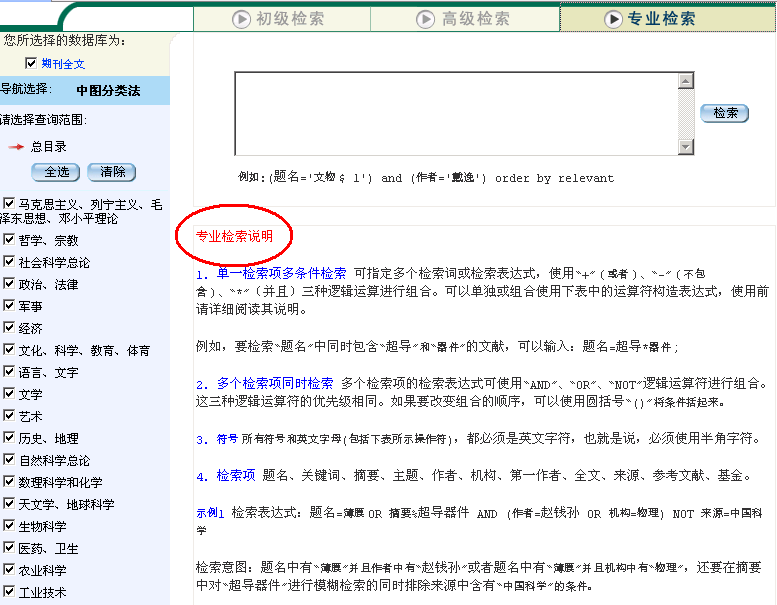 初级检索
高级检索
专业检索
您所选择的数据库为：
期刊全文
导航选择： 中图分类法
请选择查询范围：
总目录
全选 清除
马克思主义、列宁主义、毛
泽东思想、邓小平理论
哲学、宗教
社会科学总论
政治、法律
军事
经济
文化、科学、教育、体育
语言、文字
文学
艺术
历史、地理
自然科学总论
数理科学和化学
天文学、地球科学
生物科学
医药、卫生
农业科学
工业技术
检索
例如：(题名='文物 $ 1') and (作者='戴逸') order by relevant
专业检索说明
1. 单一检索项多条件检索 可指定多个检索词或检索表达式，使用“+”(或者)、“-”(不包
含)、“*”(并且)三种逻辑运算进行组合。可以单独或组合使用下表中的运算符构造表达式，使用前
请详细阅读其说明。
例如，要检索“题名”中同时包含“超导”和“器件”的文献，可以输入：题名=超导*器件；
2. 多个检索项同时检索 多个检索项的检索表达式可使用“AND”、“OR”、“NOT”逻辑运算符进行组合。
这三种逻辑运算符的优先级相同。如果要改变组合的顺序，可以使用圆括号“()”将条件括起来。
3. 符号 所有符号和英文字母(包括下表所示操作符)，都必须是英文字符，也就是说，必须使用半角字符。
4. 检索项 题名、关键词、摘要、主题、作者、机构、第一作者、全文、来源、参考文献、基金。
示例1 检索表达式：题名=薄膜 OR 摘要%超导器件 AND (作者=赵钱孙 OR 机构=物理) NOT 来源=中国科
学
检索意图：题名中有“薄膜”并且作者中有“赵钱孙”或者题名中有“薄膜”并且机构中有“物理”，还要在摘要
中对“超导器件”进行模糊检索的同时排除来源中含有“中国科学”的条件。